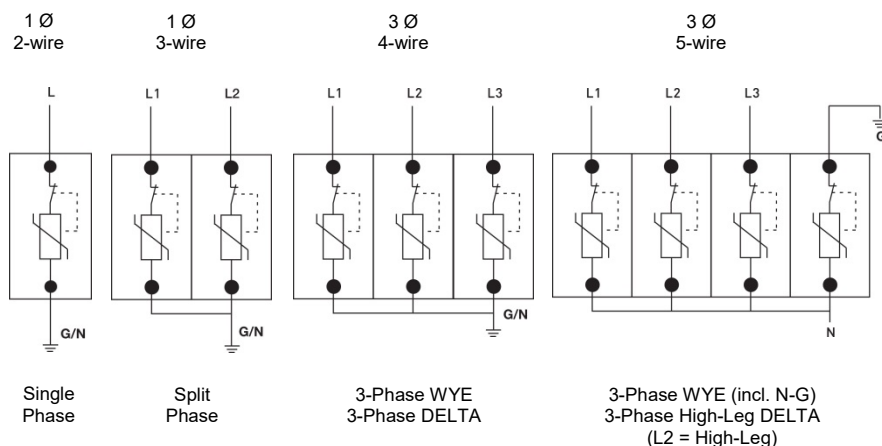 1 Ø
2-wire
1 Ø
3-wire
3 Ø
4-wire
3 Ø
5-wire
L
L1
L2
L1
L2
L3
L1
L2
L3
G
G/N
G/N
G/N
N
Single
Phase
Split
Phase
3-Phase WYE
3-Phase DELTA
3-Phase WYE (incl. N-G)
3-Phase High-Leg DELTA
(L2 = High-Leg)